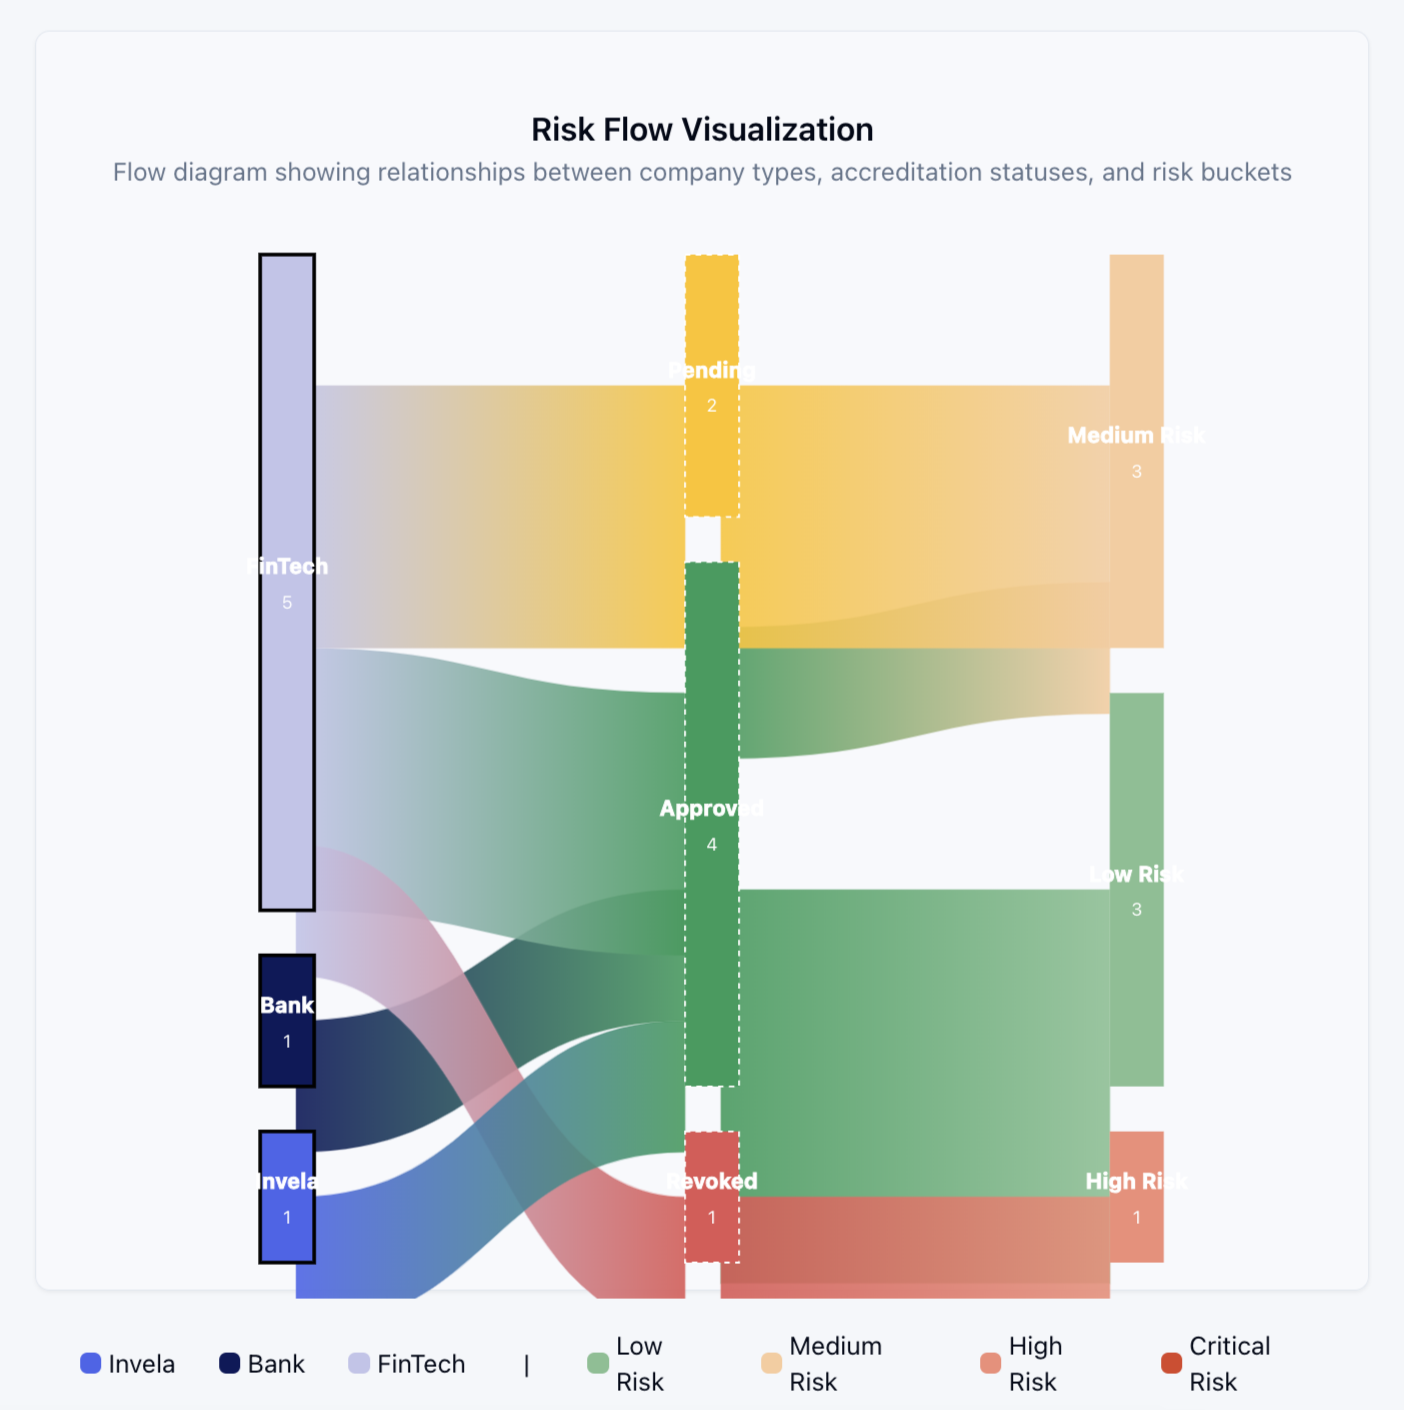 Risk Flow Visualization
Flow diagram showing relationships between company types, accreditation statuses, and risk buckets
Pending
2
Medium Risk
3
FinTech
5
Approved
4
Low Risk
3
Bank
1
Invela
1
Revoked
1
High Risk
1
Invela
Bank
FinTech
|
Low
Risk
Medium
Risk
High
Risk
Critical
Risk